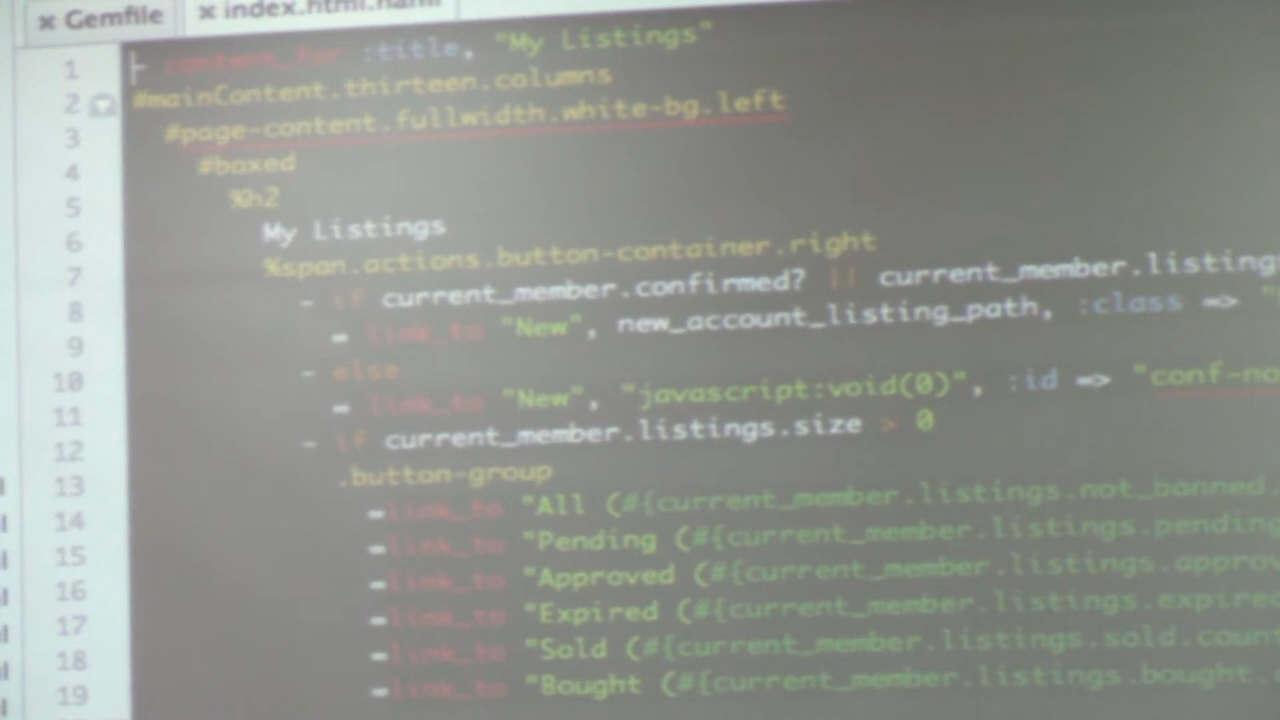 Gemfile index.html.haml
1 - content_for :title, "My Listings"
2 #mainContent.thirteen.columns
3 #page-content.fullwidth.white-bg.left
4 #boxed
5 %h2
6 My Listings
7 %span.actions.button-container.right
8 - if current_member.confirmed? || current_member.listings
9 = link_to "New", new_account_listing_path, :class => "
10 - else
11 = link_to "New", "javascript:void(0)", :id => "conf-no
12 - if current_member.listings.size > 0
13 .button-group
14 =link_to "All (#{current_member.listings.not_banned.
15 =link_to "Pending (#{current_member.listings.pending
16 =link_to "Approved (#{current_member.listings.approv
17 =link_to "Expired (#{current_member.listings.expired
18 =link_to "Sold (#{current_member.listings.sold.count
19 =link_to "Bought (#{current_member.listings.bought.